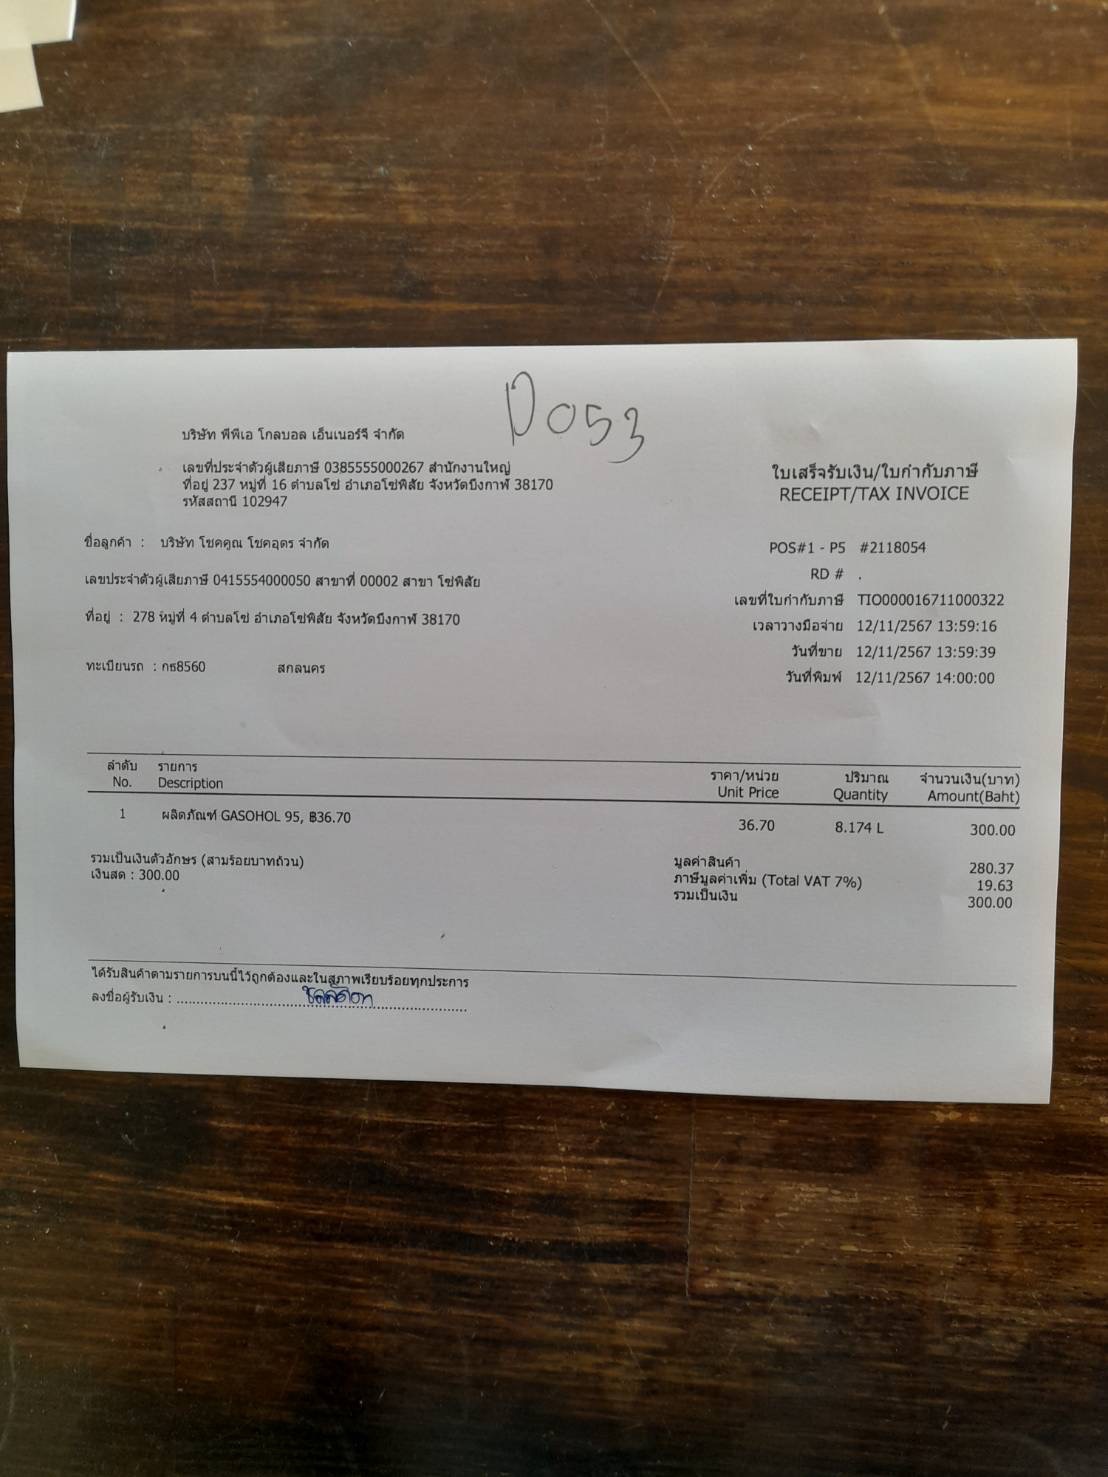 D053
บริษัท พีพีเอ โกลบอล เอ็นเนอร์จี จำกัด
เลขที่ประจำตัวผู้เสียภาษี 0385555000267 สำนักงานใหญ่
ที่อยู่ 237 หมู่ที่ 16 ตำบลโซ่ อำเภอโซ่พิสัย จังหวัดบึงกาฬ 38170
รหัสสถานี 102947
ใบเสร็จรับเงิน/ใบกำกับภาษี
RECEIPT/TAX INVOICE
ชื่อลูกค้า : บริษัท โชคคูณ โชคอุดร จำกัด
เลขประจำตัวผู้เสียภาษี 0415554000050 สาขาที่ 00002 สาขา โซ่พิสัย
ที่อยู่ : 278 หมู่ที่ 4 ตำบลโซ่ อำเภอโซ่พิสัย จังหวัดบึงกาฬ 38170
ทะเบียนรถ : กธ8560 สกลนคร
POS#1 - P5 #2118054
RD # .
เลขที่ใบกำกับภาษี TIO000016711000322
เวลาวางมือจ่าย 12/11/2567 13:59:16
วันที่ขาย 12/11/2567 13:59:39
วันที่พิมพ์ 12/11/2567 14:00:00
ลำดับ รายการ ราคา/หน่วย ปริมาณ จำนวนเงิน(บาท)
No. Description Unit Price Quantity Amount(Baht)
1 ผลิตภัณฑ์ GASOHOL 95, ฿36.70 36.70 8.174 L 300.00
รวมเป็นเงินตัวอักษร (สามร้อยบาทถ้วน)
เงินสด : 300.00
มูลค่าสินค้า 280.37
ภาษีมูลค่าเพิ่ม (Total VAT 7%) 19.63
รวมเป็นเงิน 300.00
ได้รับสินค้าตามรายการบนนี้ไว้ถูกต้องและในสภาพเรียบร้อยทุกประการ
ลงชื่อผู้รับเงิน :